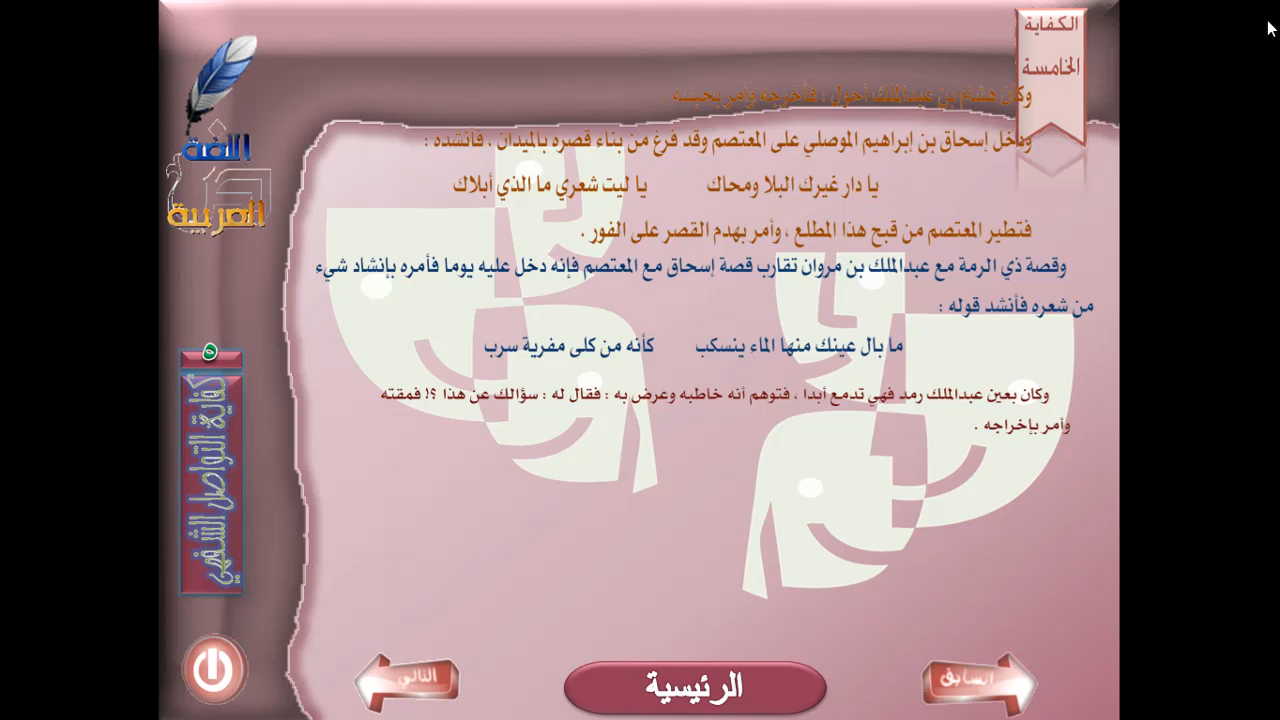 الكفاية
الخامسة
وكان هشام بن عبدالملك أحول ، فأخرجه وأمر بحبسه .
ودخل إسحاق بن إبراهيم الموصلي على المعتصم وقد فرغ من بناء قصره بالميدان ، فأنشده :
يا دار غيرك البلا ومحاك يا ليت شعري ما الذي أبلاك
فتطير المعتصم من قبح هذا المطلع ، وأمر بهدم القصر على الفور .
وقصة ذي الرمة مع عبدالملك بن مروان تقارب قصة إسحاق مع المعتصم فإنه دخل عليه يوما فأمره بإنشاد شيء
من شعره فأنشد قوله :
ما بال عينك منها الماء ينسكب كأنه من كلى مفرية سرب
وكان بعين عبدالملك رمد فهي تدمع أبدا ، فتوهم أنه خاطبه وعرض به : فقال له : سؤالك عن هذا ؟! فمقته
وأمر بإخراجه .
اللغة
العربية
٥
كفاية التواصل الشفهي
السابق
الرئيسية
التالي